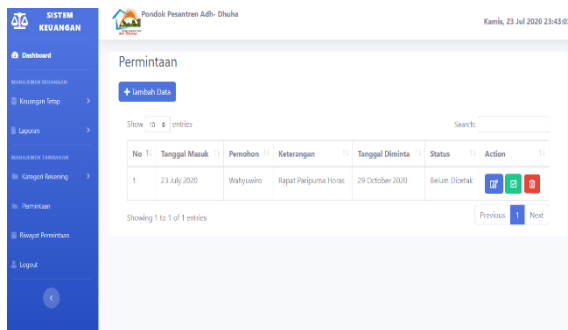 SISTEM
KEUANGAN
Pondok Pesantren Adh- Dhuha
Kamis, 23 Jul 2020 23:43:0
Dashboard
MANAJEMEN KEUANGAN
Keuangan Tetap
Laporan
MANAJEMEN TAMBAHAN
Kategori Rekening
Permintaan
Riwayat Permintaan
Logout
Permintaan
+ Tambah Data
Show 10 entries
Search:
No Tanggal Masuk Pemohon Keterangan Tanggal Diminta Status Action
1 23 July 2020 Wahyuwiro Rapat Paripurna Horas 29 October 2020 Belum Dicetak
Showing 1 to 1 of 1 entries
Previous 1 Next